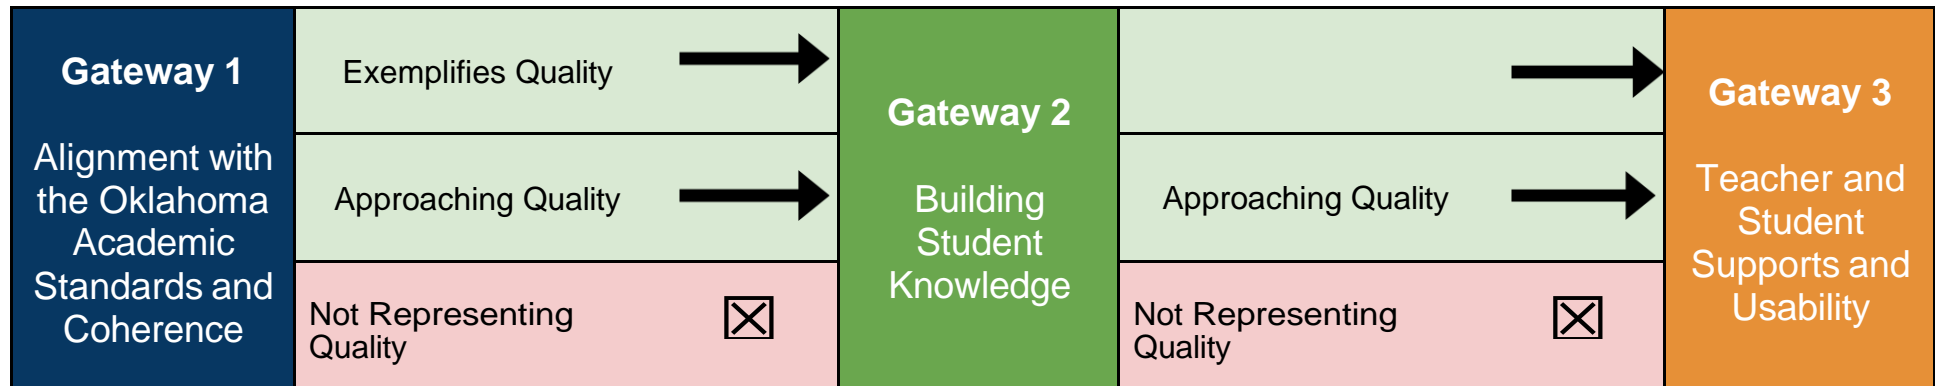 Gateway 1
Alignment with
the Oklahoma
Academic
Standards and
Coherence
Exemplifies Quality
Approaching Quality
Not Representing
Quality
Gateway 2
Building
Student
Knowledge
Approaching Quality
Not Representing
Quality
Gateway 3
Teacher and
Student
Supports and
Usability